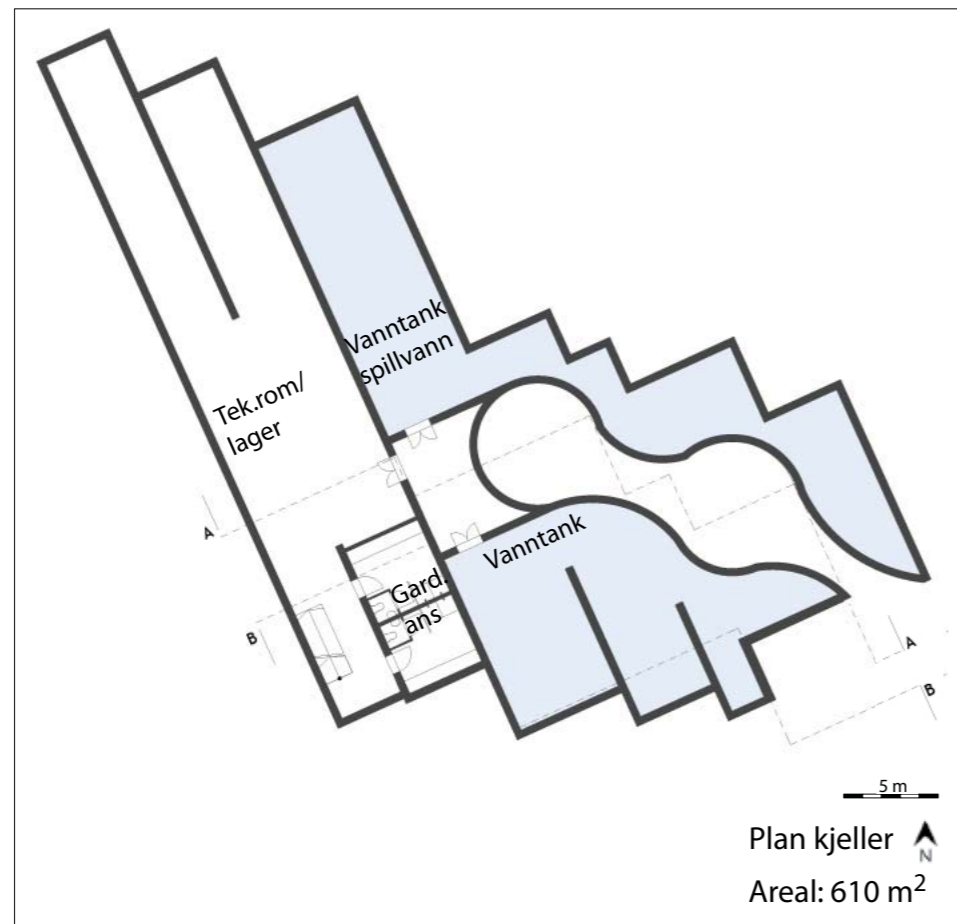 Vanntank
spillvann
Tek.rom/
lager
A
Vanntank
Gard.
ans
B
A
B
5 m
Plan kjeller
N
Areal: 610 m²